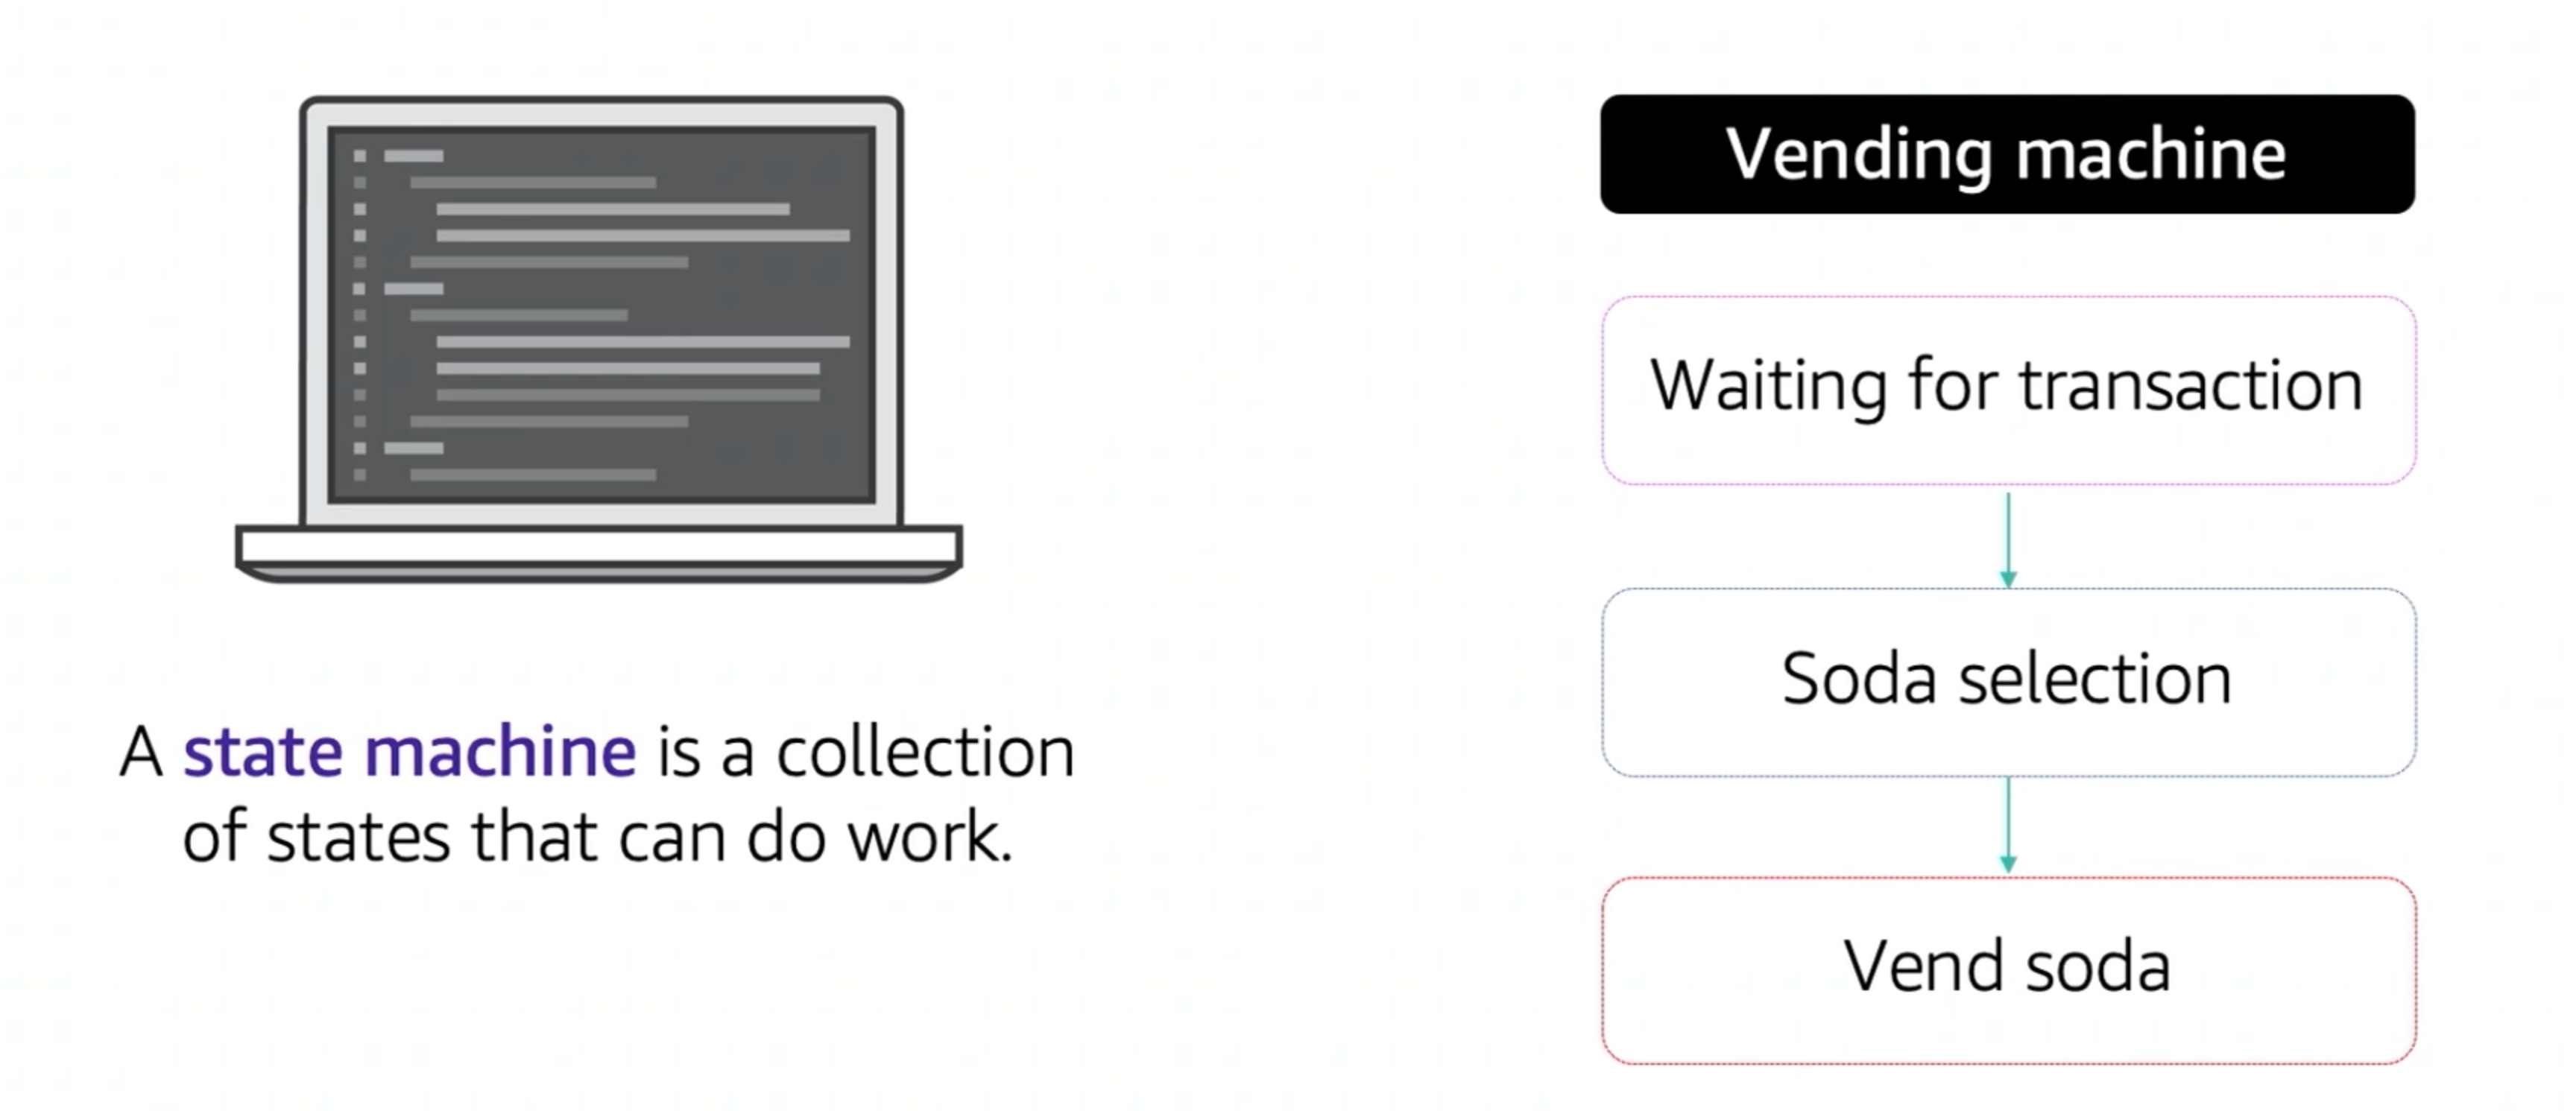 A state machine is a collection
of states that can do work.
Vending machine
Waiting for transaction
Soda selection
Vend soda